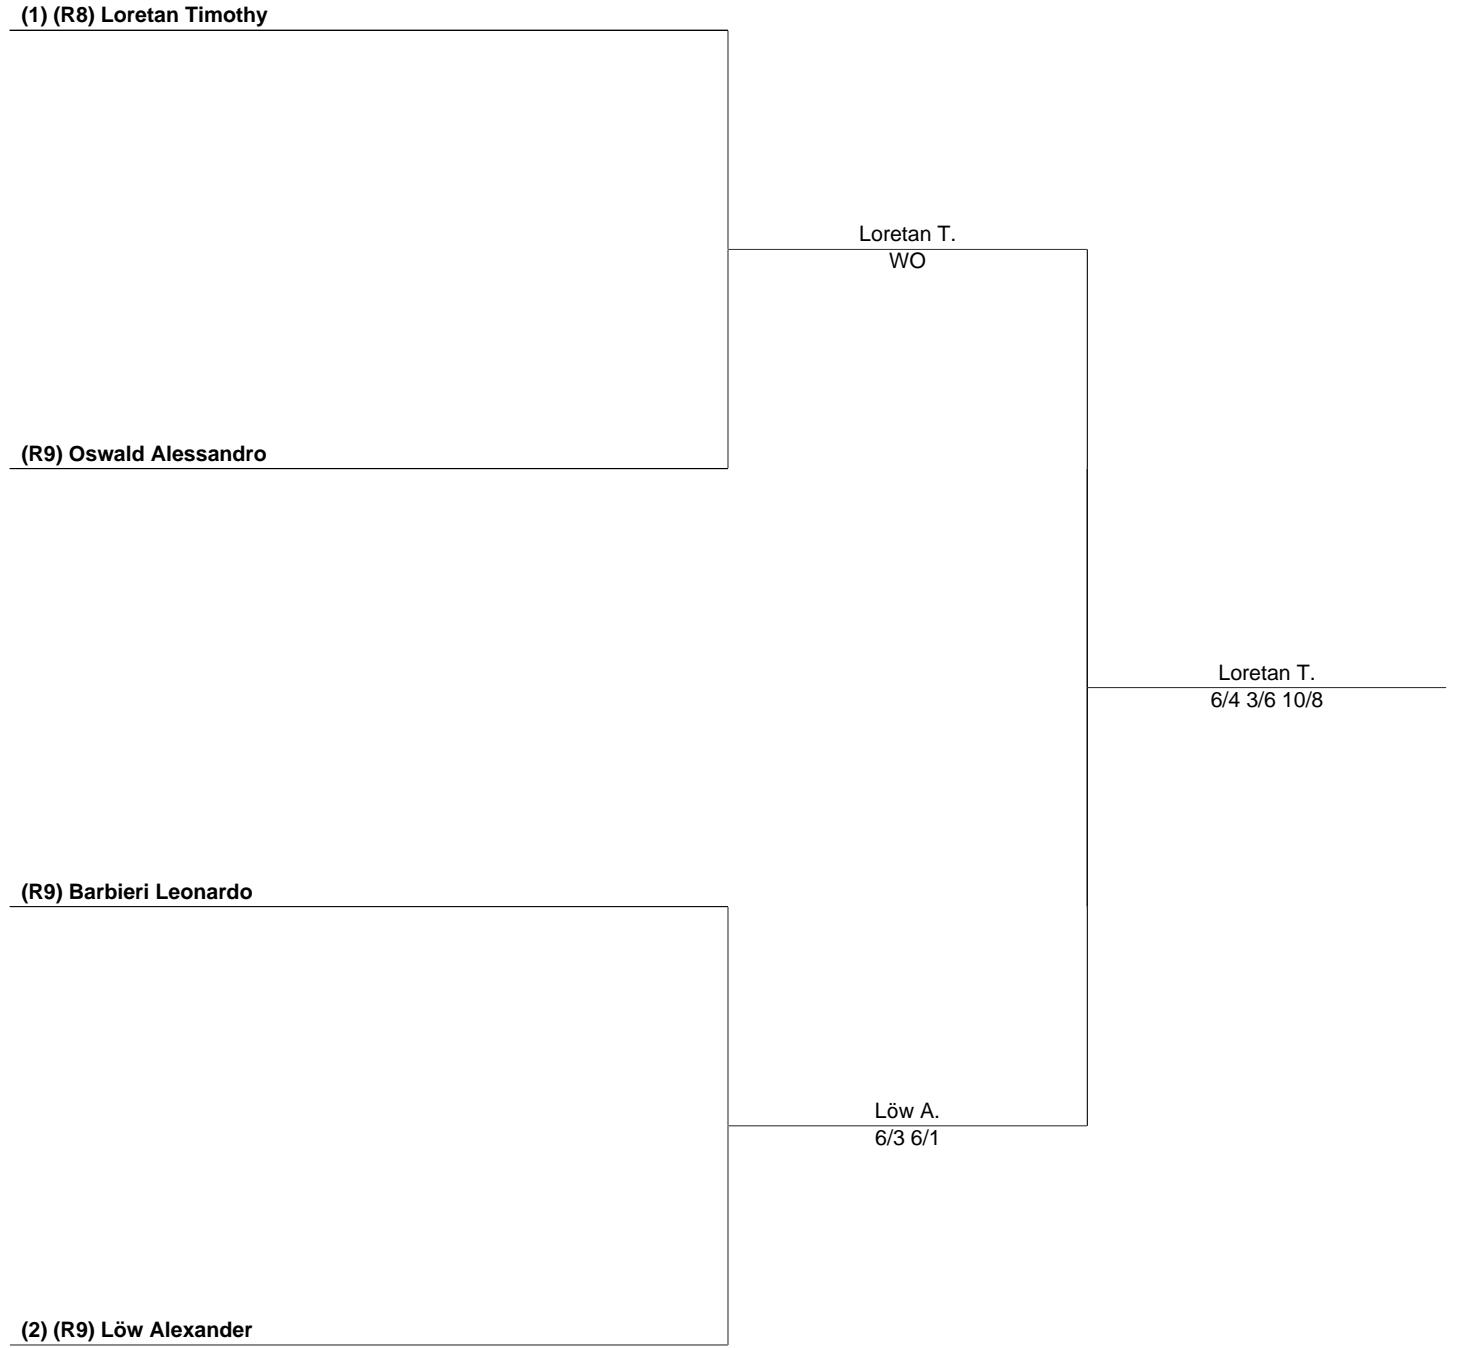 (1) (R8) Loretan Timothy
Loretan T.
WO
(R9) Oswald Alessandro
Loretan T.
6/4 3/6 10/8
(R9) Barbieri Leonardo
Löw A.
6/3 6/1
(2) (R9) Löw Alexander